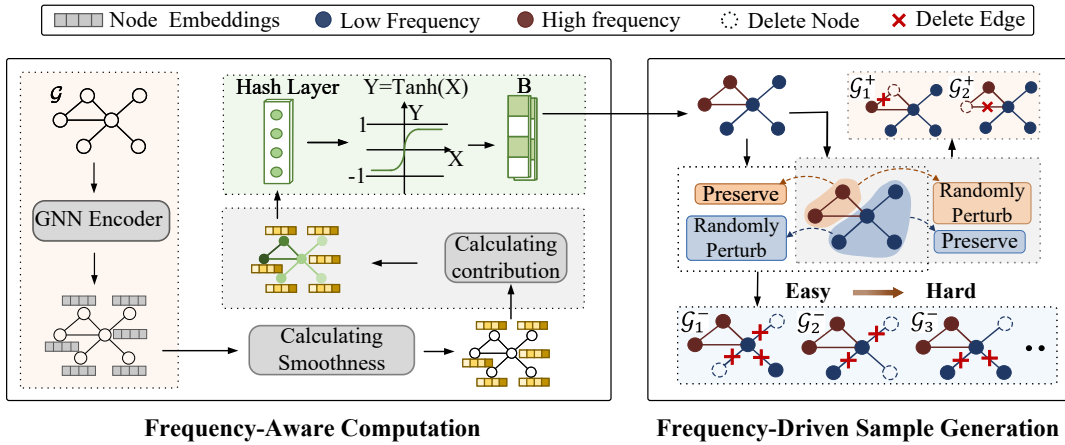 Node Embeddings Low Frequency High frequency Delete Node Delete Edge
𝒢
GNN Encoder
Hash Layer
Y=Tanh(X)
Y
1
X
-1
B
Calculating
contribution
Calculating
Smoothness
Frequency-Aware Computation
𝒢₁⁺ 𝒢₂⁺
Preserve
Randomly
Perturb
Randomly
Perturb
Preserve
Easy Hard
𝒢₁⁻ 𝒢₂⁻ 𝒢₃⁻ ··
Frequency-Driven Sample Generation